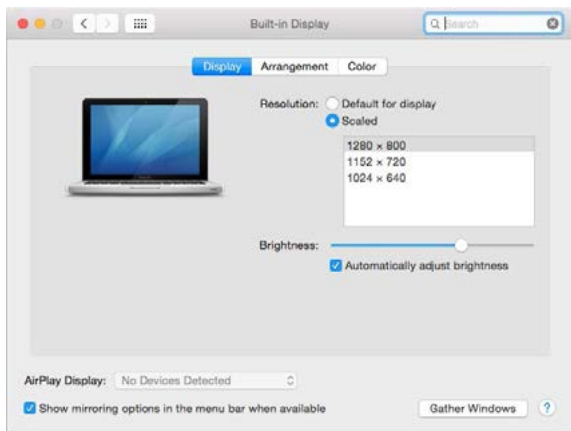 Built-in Display
Search
Display Arrangement Color
Resolution: Default for display
Scaled
1280 × 800
1152 × 720
1024 × 640
Brightness:
Automatically adjust brightness
AirPlay Display: No Devices Detected
Show mirroring options in the menu bar when available
Gather Windows ?